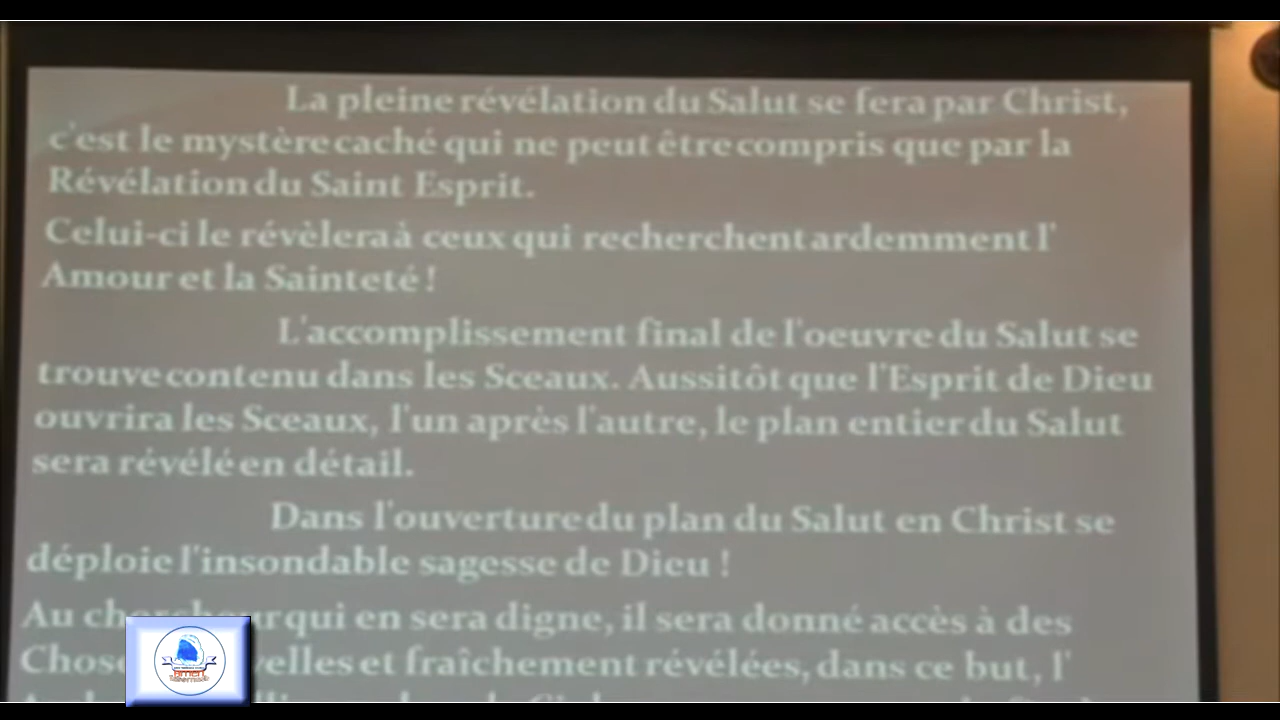 La pleine révélation du Salut se fera par Christ,
c'est le mystère caché qui ne peut être compris que par la
Révélation du Saint Esprit.
Celui-ci le révèlera à ceux qui recherchent ardemment l'
Amour et la Sainteté !
L'accomplissement final de l'oeuvre du Salut se
trouve contenu dans les Sceaux. Aussitôt que l'Esprit de Dieu
ouvrira les Sceaux, l'un après l'autre, le plan entier du Salut
sera révélé en détail.
Dans l'ouverture du plan du Salut en Christ se
déploie l'insondable sagesse de Dieu !
Au qui en sera digne, il sera donné accès à des
et fraîchement révélées, dans ce but, l'